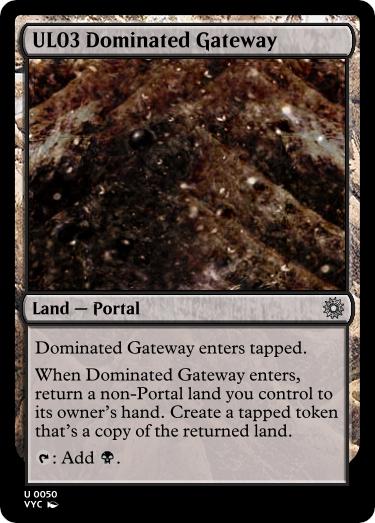 UL03 Dominated Gateway
Land — Portal
Dominated Gateway enters tapped.
When Dominated Gateway enters,
return a non-Portal land you control to
its owner's hand. Create a tapped token
that's a copy of the returned land.
: Add .
U 0050
VYC